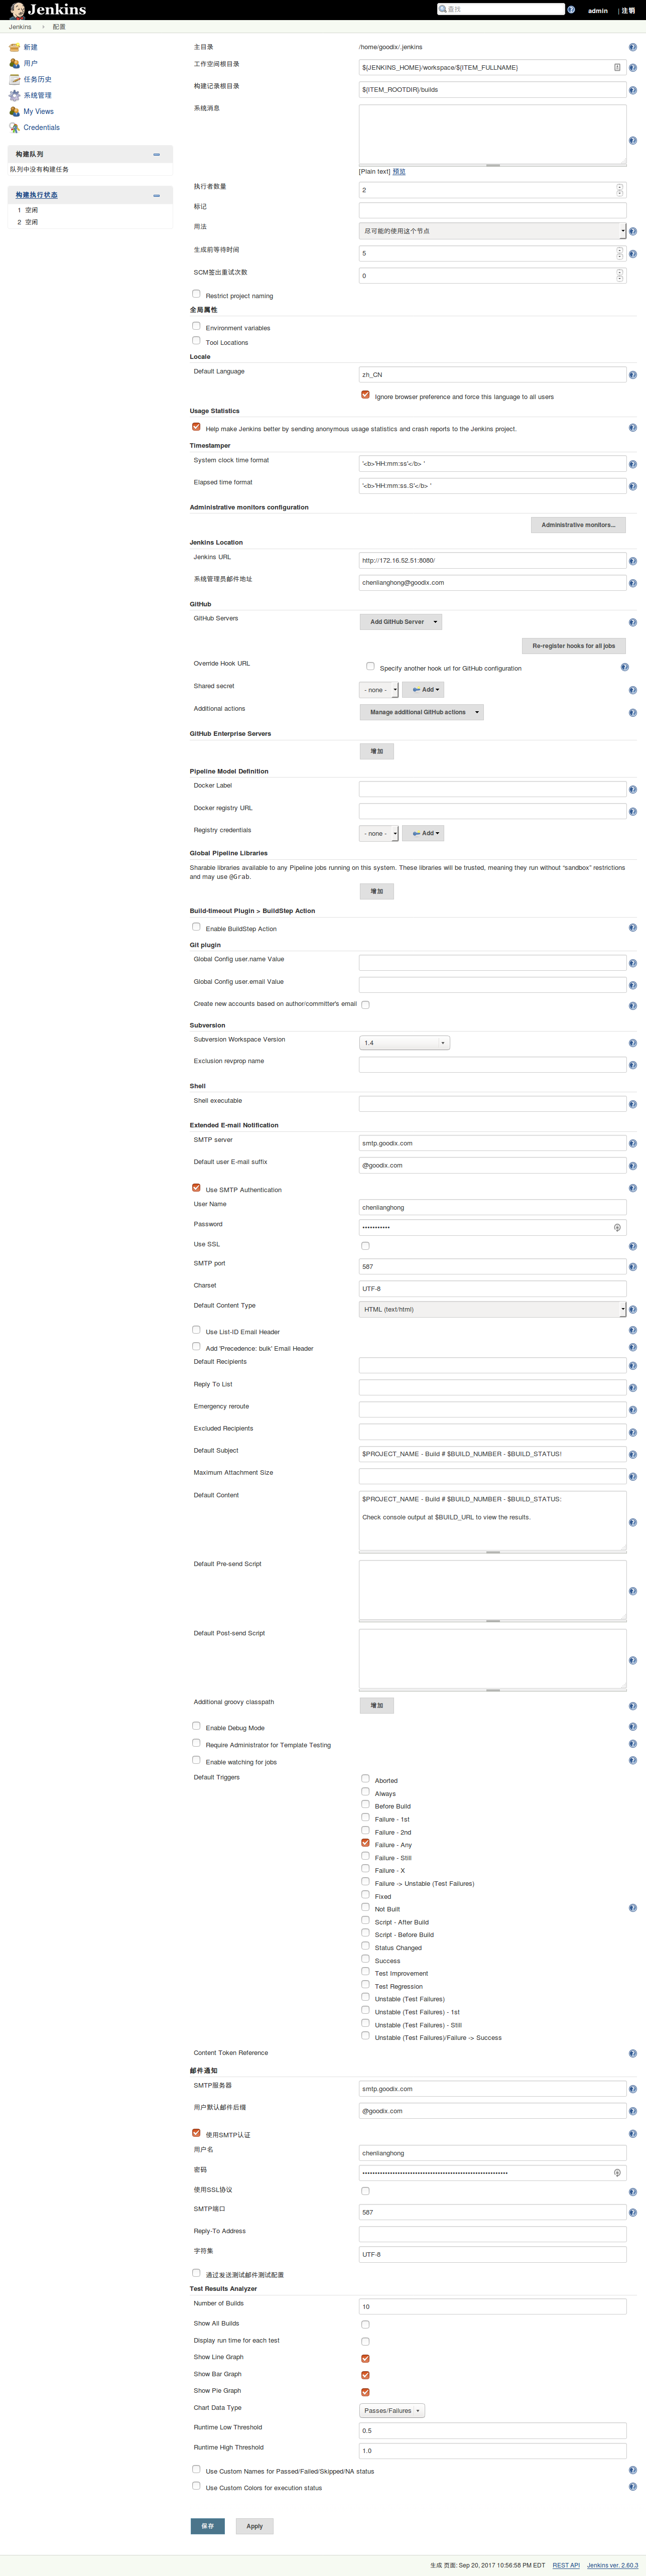 Jenkins
查找
admin
| 注销
Jenkins
配置
新建
用户
任务历史
系统管理
My Views
Credentials
构建队列
队列中没有构建任务
构建执行状态
1 空闲
2 空闲
主目录 /home/goodix/.jenkins
工作空间根目录 ${JENKINS_HOME}/workspace/${ITEM_FULLNAME}
构建记录根目录 ${ITEM_ROOTDIR}/builds
系统消息
[Plain text] 预览
执行者数量 2
标记
用法 尽可能的使用这个节点
生成前等待时间 5
SCM签出重试次数 0
Restrict project naming
全局属性
Environment variables
Tool Locations
Locale
Default Language zh_CN
Ignore browser preference and force this language to all users
Usage Statistics
Help make Jenkins better by sending anonymous usage statistics and crash reports to the Jenkins project.
Timestamper
System clock time format '<b>'HH:mm:ss'</b> '
Elapsed time format '<b>'HH:mm:ss.S'</b> '
Administrative monitors configuration
Administrative monitors...
Jenkins Location
Jenkins URL http://172.16.52.51:8080/
系统管理员邮件地址 chenlianghong@goodix.com
GitHub
GitHub Servers Add GitHub Server
Re-register hooks for all jobs
Override Hook URL Specify another hook url for GitHub configuration
Shared secret - none - Add
Additional actions Manage additional GitHub actions
GitHub Enterprise Servers
增加
Pipeline Model Definition
Docker Label
Docker registry URL
Registry credentials - none - Add
Global Pipeline Libraries
Sharable libraries available to any Pipeline jobs running on this system. These libraries will be trusted, meaning they run without "sandbox" restrictions
and may use @Grab.
增加
Build-timeout Plugin > BuildStep Action
Enable BuildStep Action
Git plugin
Global Config user.name Value
Global Config user.email Value
Create new accounts based on author/committer's email
Subversion
Subversion Workspace Version 1.4
Exclusion revprop name
Shell
Shell executable
Extended E-mail Notification
SMTP server smtp.goodix.com
Default user E-mail suffix @goodix.com
Use SMTP Authentication
User Name chenlianghong
Password
Use SSL
SMTP port 587
Charset UTF-8
Default Content Type HTML (text/html)
Use List-ID Email Header
Add 'Precedence: bulk' Email Header
Default Recipients
Reply To List
Emergency reroute
Excluded Recipients
Default Subject $PROJECT_NAME - Build # $BUILD_NUMBER - $BUILD_STATUS!
Maximum Attachment Size
Default Content $PROJECT_NAME - Build # $BUILD_NUMBER - $BUILD_STATUS:
Check console output at $BUILD_URL to view the results.
Default Pre-send Script
Default Post-send Script
Additional groovy classpath 增加
Enable Debug Mode
Require Administrator for Template Testing
Enable watching for jobs
Default Triggers
Aborted
Always
Before Build
Failure - 1st
Failure - 2nd
Failure - Any
Failure - Still
Failure - X
Failure -> Unstable (Test Failures)
Fixed
Not Built
Script - After Build
Script - Before Build
Status Changed
Success
Test Improvement
Test Regression
Unstable (Test Failures)
Unstable (Test Failures) - 1st
Unstable (Test Failures) - Still
Unstable (Test Failures)/Failure -> Success
Content Token Reference
邮件通知
SMTP服务器 smtp.goodix.com
用户默认邮件后缀 @goodix.com
使用SMTP认证
用户名 chenlianghong
密码
使用SSL协议
SMTP端口 587
Reply-To Address
字符集 UTF-8
通过发送测试邮件测试配置
Test Results Analyzer
Number of Builds 10
Show All Builds
Display run time for each test
Show Line Graph
Show Bar Graph
Show Pie Graph
Chart Data Type Passes/Failures
Runtime Low Threshold 0.5
Runtime High Threshold 1.0
Use Custom Names for Passed/Failed/Skipped/NA status
Use Custom Colors for execution status
保存 Apply
生成 页面: Sep 20, 2017 10:56:58 PM EDT REST API Jenkins ver. 2.60.3